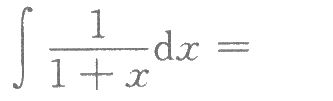 ∫ 1/(1 + x) dx =